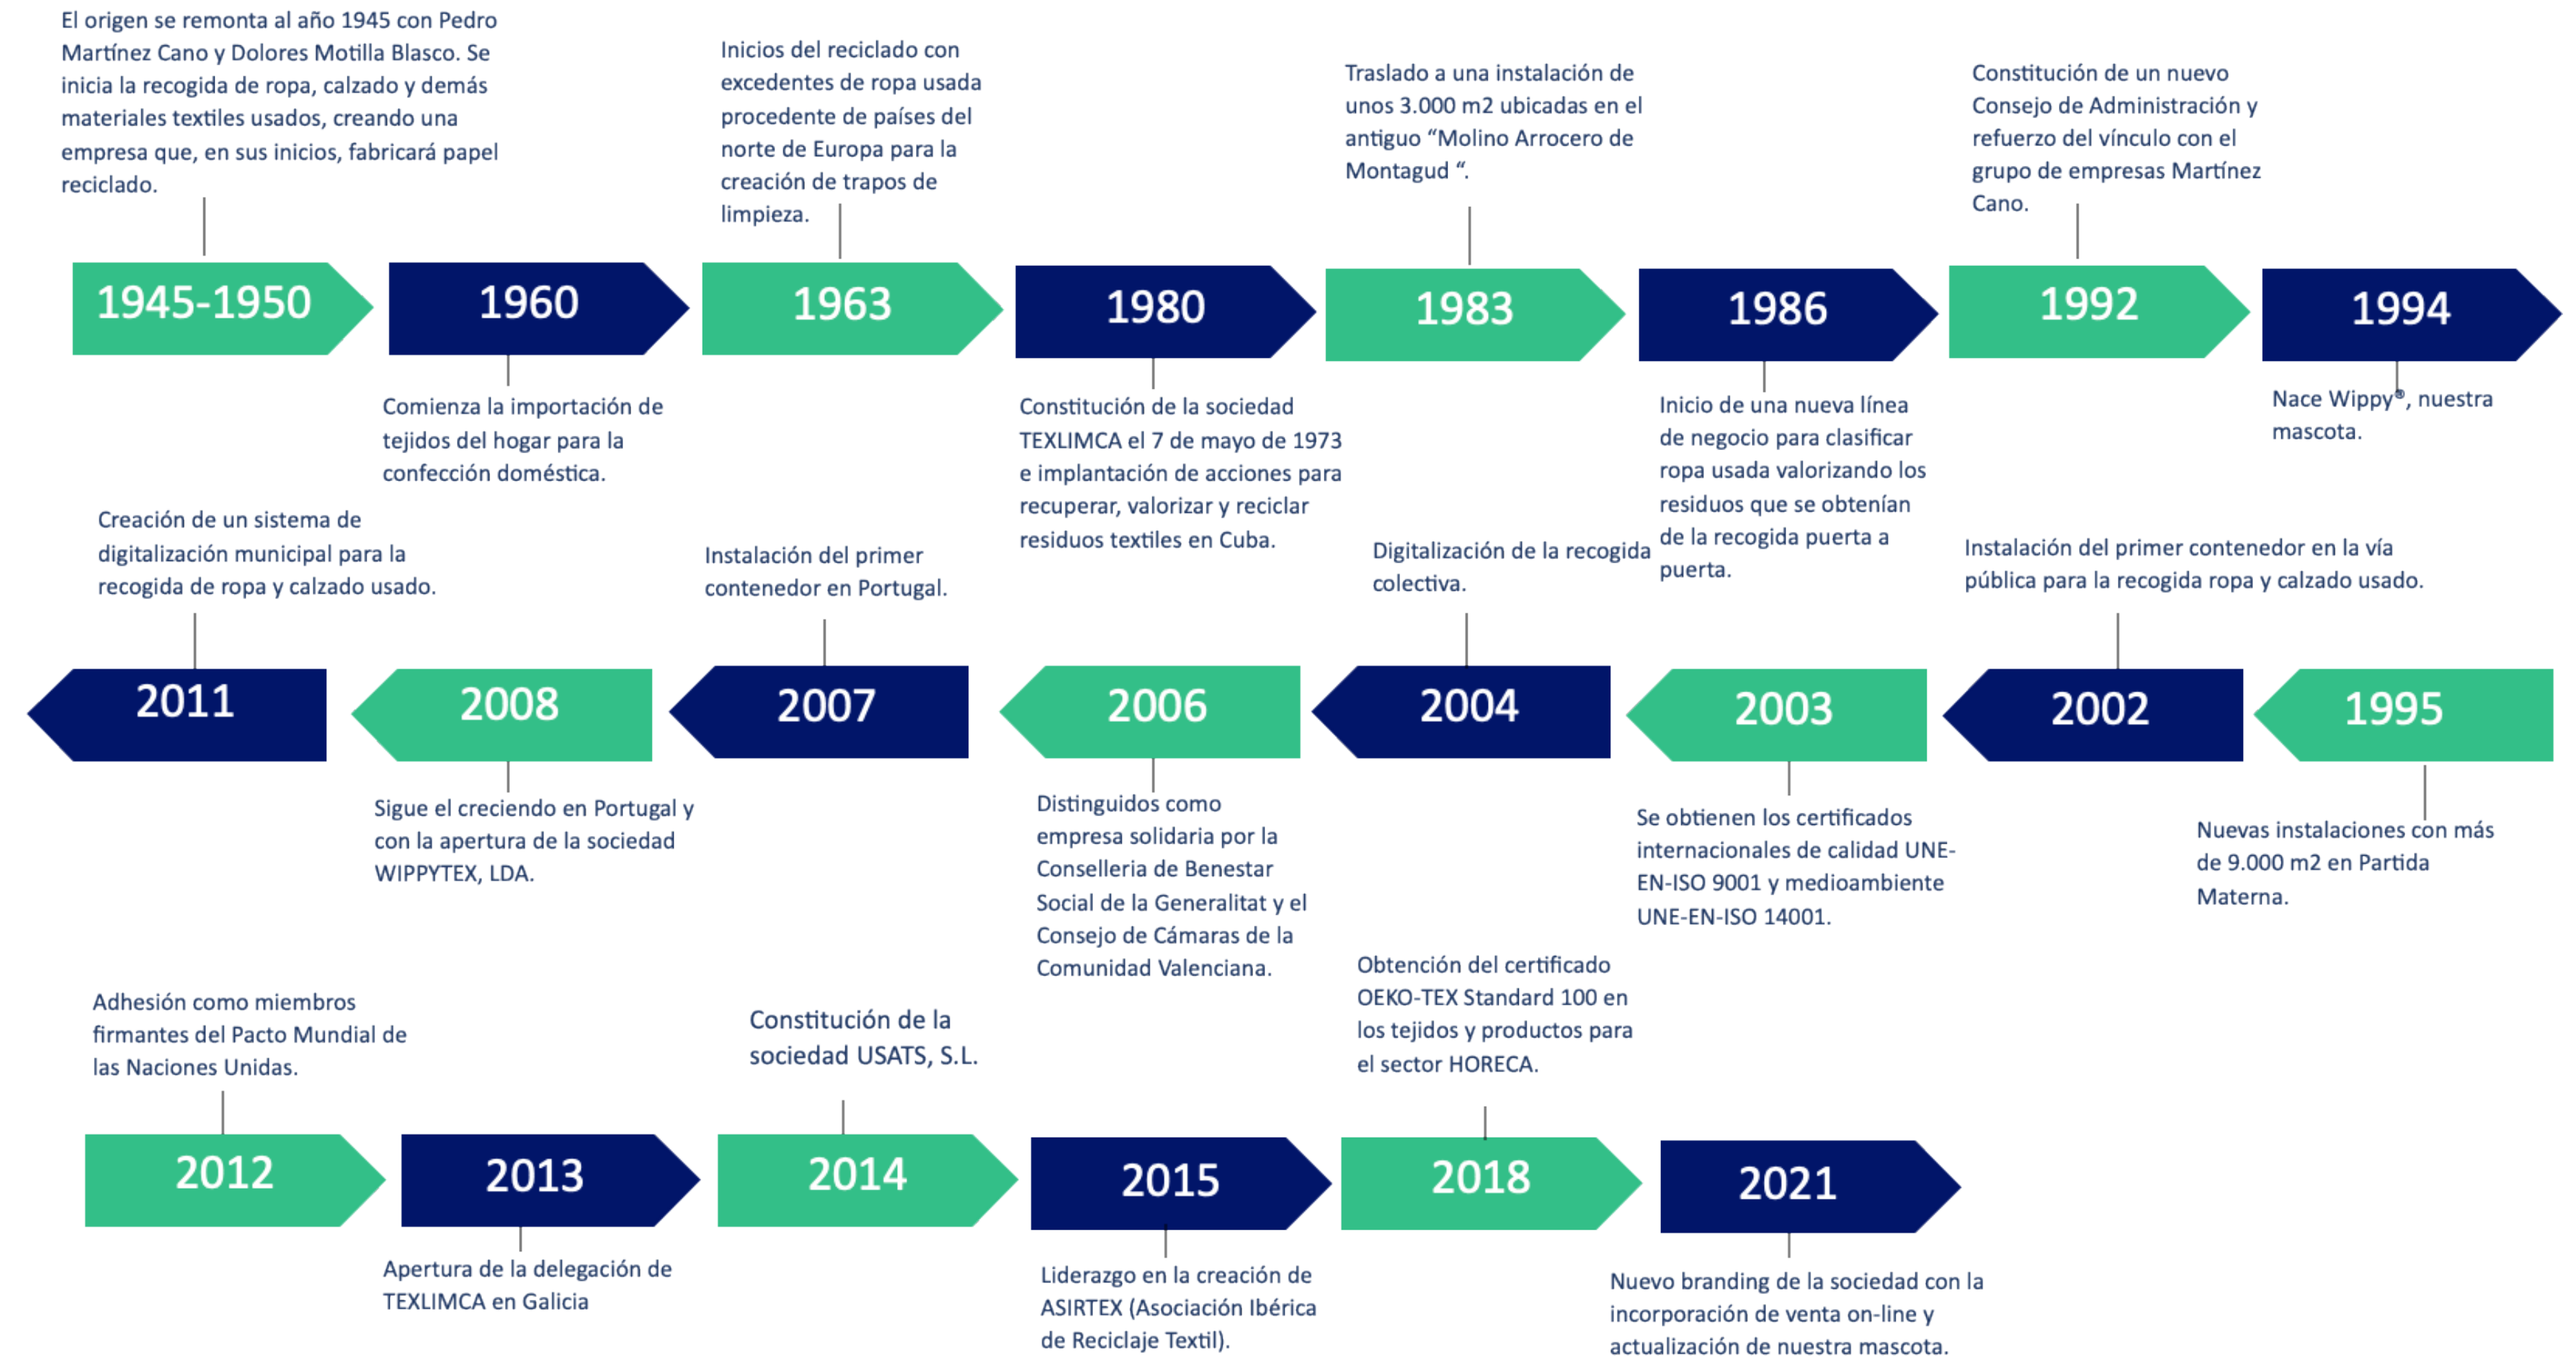 El origen se remonta al año 1945 con Pedro
Martínez Cano y Dolores Motilla Blasco. Se
inicia la recogida de ropa, calzado y demás
materiales textiles usados, creando una
empresa que, en sus inicios, fabricará papel
reciclado.
1945-1950
1960
Comienza la importación de
tejidos del hogar para la
confección doméstica.
Inicios del reciclado con
excedentes de ropa usada
procedente de países del
norte de Europa para la
creación de trapos de
limpieza.
1963
1980
Constitución de la sociedad
TEXLIMCA el 7 de mayo de 1973
e implantación de acciones para
recuperar, valorizar y reciclar
residuos textiles en Cuba.
Traslado a una instalación de
unos 3.000 m2 ubicadas en el
antiguo “Molino Arrocero de
Montagud “.
1983
1986
Inicio de una nueva línea
de negocio para clasificar
ropa usada valorizando los
residuos que se obtenían
de la recogida puerta a
puerta.
Constitución de un nuevo
Consejo de Administración y
refuerzo del vínculo con el
grupo de empresas Martínez
Cano.
1992
1994
Nace Wippy®, nuestra
mascota.
1995
Nuevas instalaciones con más
de 9.000 m2 en Partida
Materna.
Instalación del primer contenedor en la vía
pública para la recogida ropa y calzado usado.
2002
2003
Se obtienen los certificados
internacionales de calidad UNE-
EN-ISO 9001 y medioambiente
UNE-EN-ISO 14001.
Digitalización de la recogida
colectiva.
2004
2006
Distinguidos como
empresa solidaria por la
Conselleria de Benestar
Social de la Generalitat y el
Consejo de Cámaras de la
Comunidad Valenciana.
Instalación del primer
contenedor en Portugal.
2007
2008
Sigue el creciendo en Portugal y
con la apertura de la sociedad
WIPPYTEX, LDA.
Creación de un sistema de
digitalización municipal para la
recogida de ropa y calzado usado.
2011
Adhesión como miembros
firmantes del Pacto Mundial de
las Naciones Unidas.
2012
2013
Apertura de la delegación de
TEXLIMCA en Galicia
Constitución de la
sociedad USATS, S.L.
2014
2015
Liderazgo en la creación de
ASIRTEX (Asociación Ibérica
de Reciclaje Textil).
Obtención del certificado
OEKO-TEX Standard 100 en
los tejidos y productos para
el sector HORECA.
2018
2021
Nuevo branding de la sociedad con la
incorporación de venta on-line y
actualización de nuestra mascota.